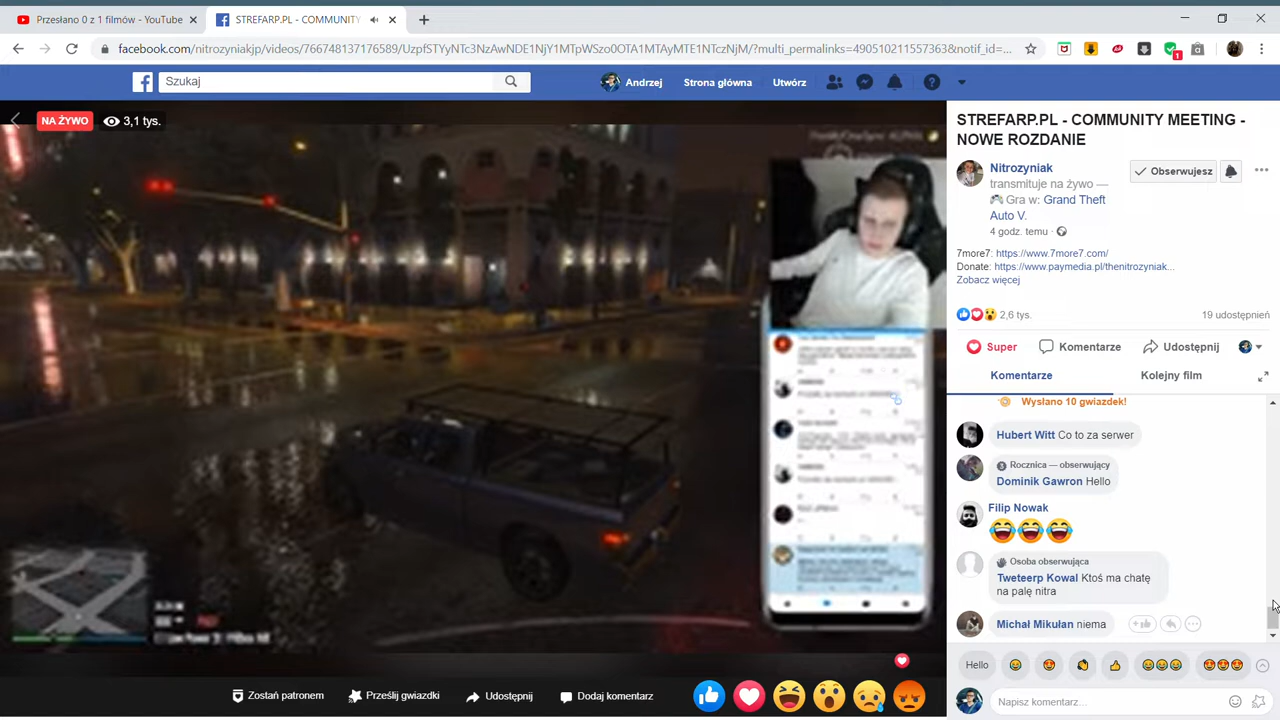 Przesłano 0 z 1 filmów - YouTube
STREFARP.PL - COMMUNITY
facebook.com/nitrozyniakjp/videos/766748137176589/UzpfSTYyNTc3NzAwNDE1NjY1MTpWSzo0OTA1MTAyMTE1NTczNjM/?multi_permalinks=490510211557363&notif_id=...
1
Szukaj
Andrzej
Strona główna
Utwórz
NA ŻYWO
3,1 tys.
STREFARP.PL - COMMUNITY MEETING -
NOWE ROZDANIE
Nitrozyniak
transmituje na żywo —
Gra w: Grand Theft
Auto V.
4 godz. temu
Obserwujesz
7more7: https://www.7more7.com/
Donate: https://www.paymedia.pl/thenitrozyniak...
Zobacz więcej
2,6 tys.
19 udostępnień
Super
Komentarze
Udostępnij
Komentarze
Kolejny film
Wysłano 10 gwiazdek!
Hubert Witt Co to za serwer
Rocznica — obserwujący
Dominik Gawron Hello
Filip Nowak
Osoba obserwująca
Tweteerp Kowal Ktoś ma chatę
na palę nitra
Michał Mikułan niema
Hello
Napisz komentarz...
Zostań patronem
Prześlij gwiazdki
Udostępnij
Dodaj komentarz